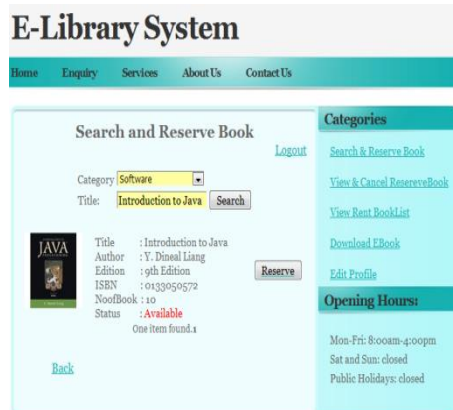 E-Library System
Home Enquiry Services About Us Contact Us
Search and Reserve Book
Logout
Category Software
Title: Introduction to Java Search
JAVA
Title : Introduction to Java
Author : Y. Dineal Liang
Edition : 9th Edition
ISBN : 0133050572
NoofBook : 10
Status : Available
One item found.1
Reserve
Back
Categories
Search & Reserve Book
View & Cancel ResereveBook
View Rent BookList
Download EBook
Edit Profile
Opening Hours:
Mon-Fri: 8:00am-4:00pm
Sat and Sun: closed
Public Holidays: closed